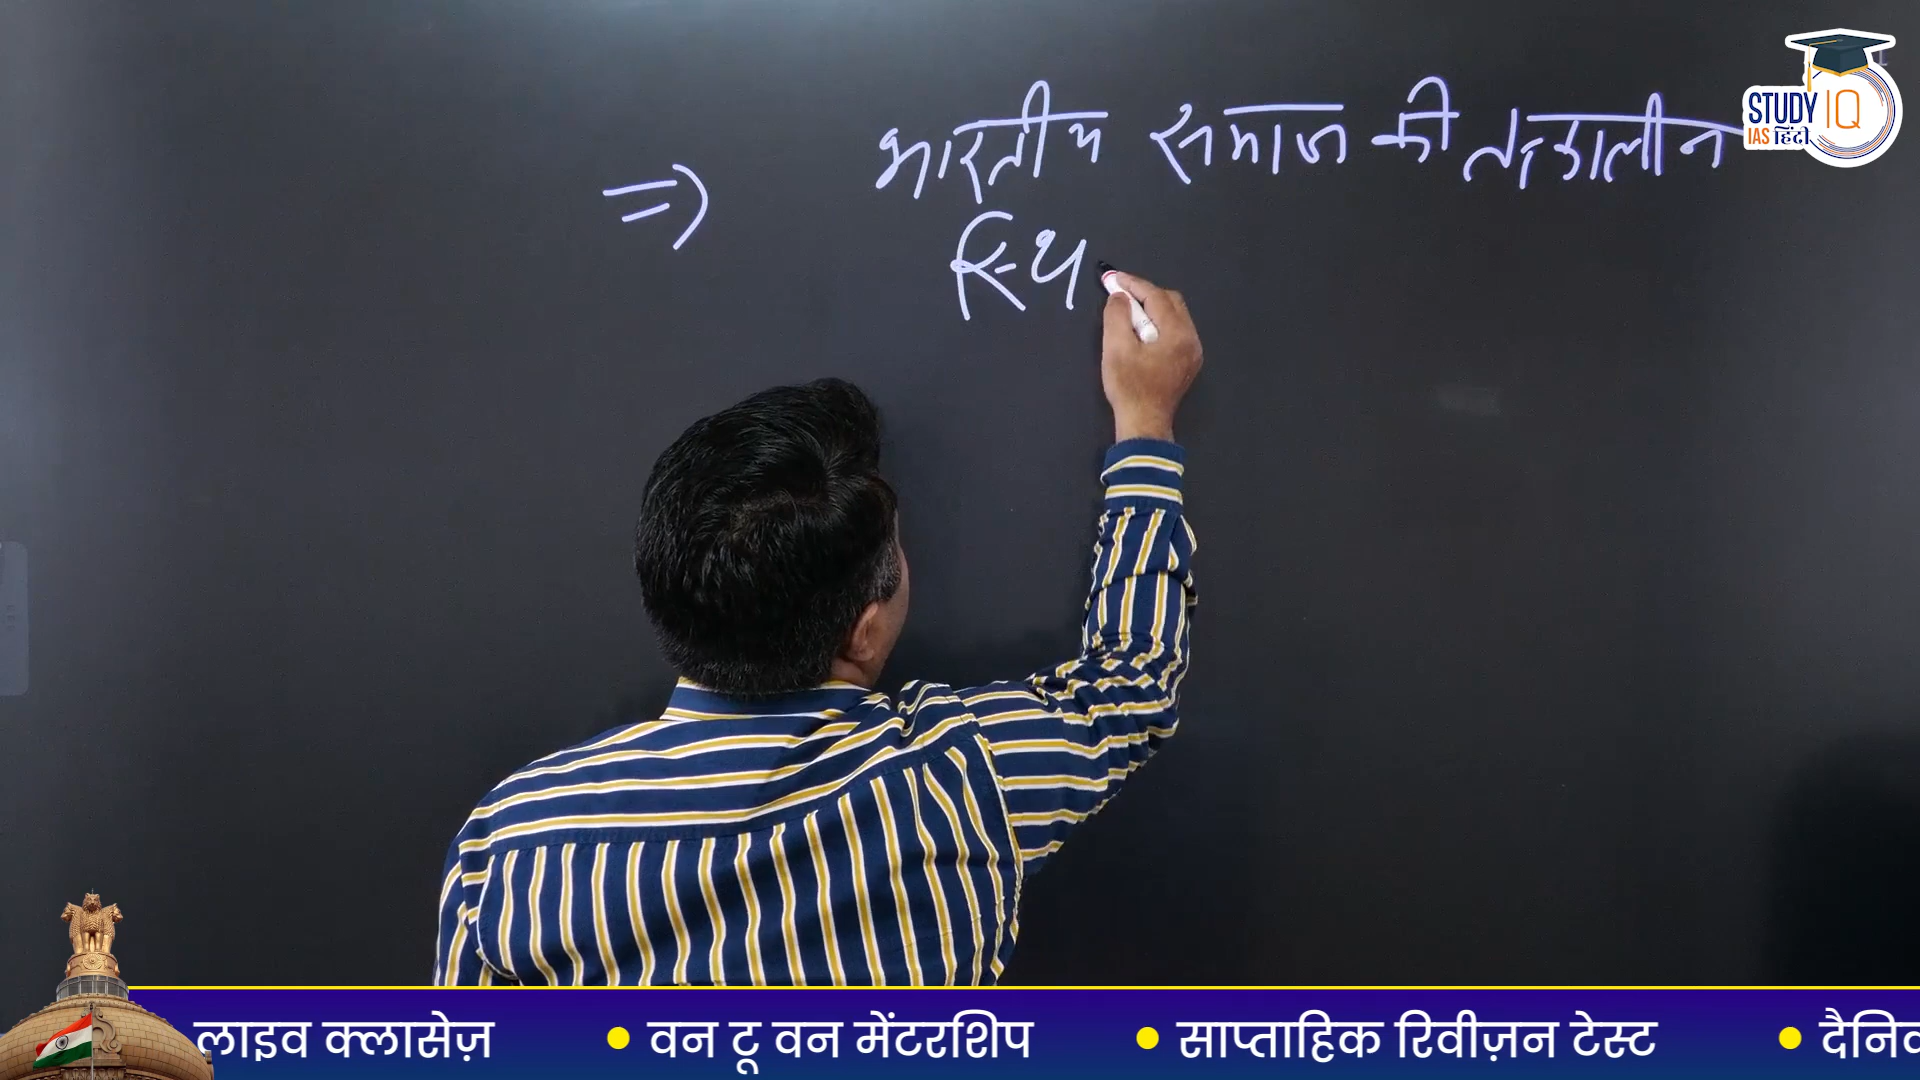 ⇒ भारतीय समाज की तत्कालीन
स्थि
STUDY IQ
IAS हिंदी
लाइव क्लासेज़ • वन टू वन मेंटरशिप • साप्ताहिक रिवीज़न टेस्ट •